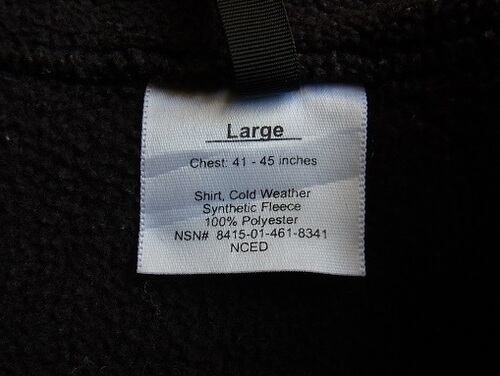 Large
Chest: 41 - 45 inches
Shirt, Cold Weather
Synthetic Fleece
100% Polyester
NSN# 8415-01-461-8341
NCED